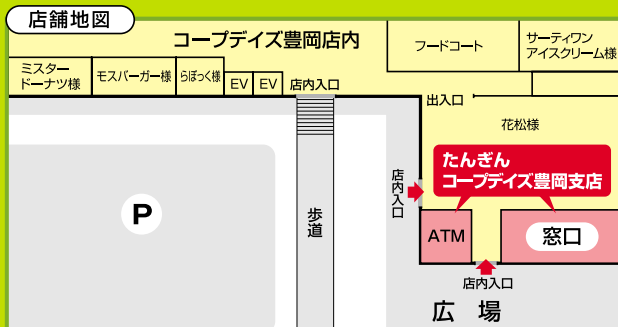 店舗地図
コープデイズ豊岡店内
フードコート
サーティワン
アイスクリーム様
ミスター
ドーナツ様
モスバーガー様
らぽっく様
EV
EV
店内入口
出入口
花松様
たんぎん
コープデイズ豊岡支店
店内入口
P
歩道
ATM
窓口
店内入口
広場